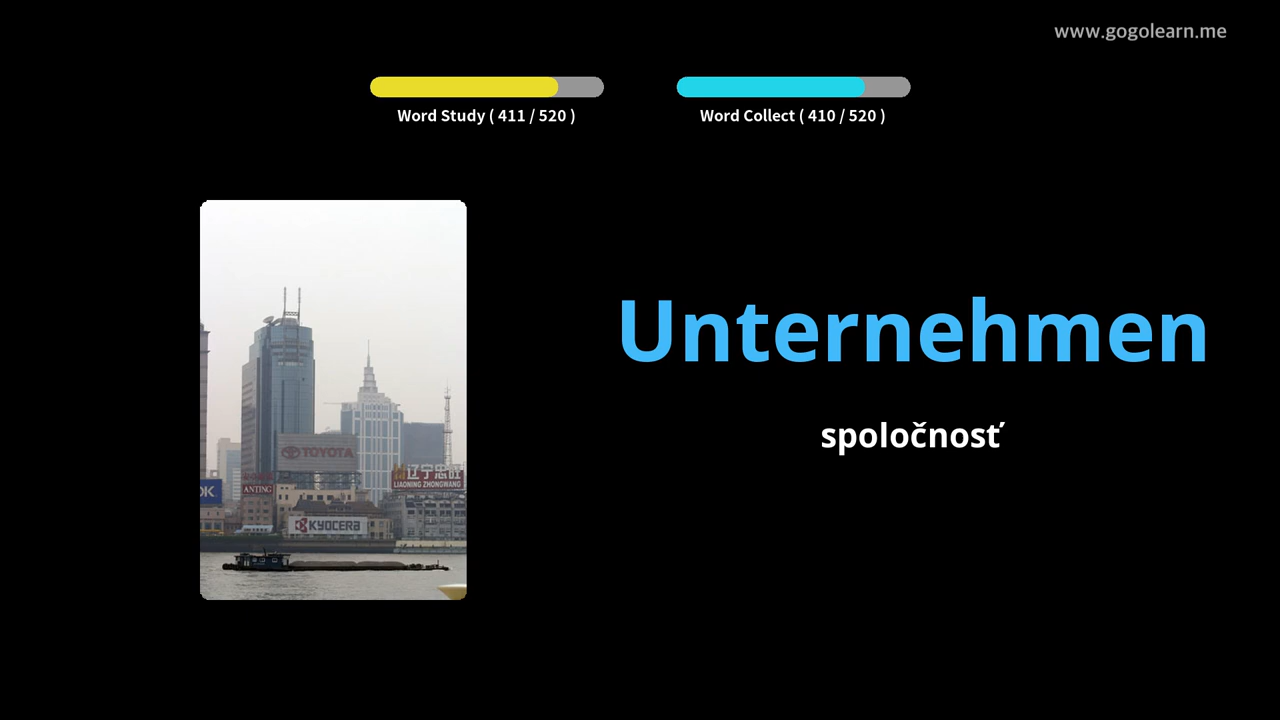 www.gogolearn.me
Word Study ( 411 / 520 )
Word Collect ( 410 / 520 )
Unternehmen
spoločnosť
TOYOTA
辽宁忠旺
LIAONING ZHONGWANG
ANTING
KYOCERA